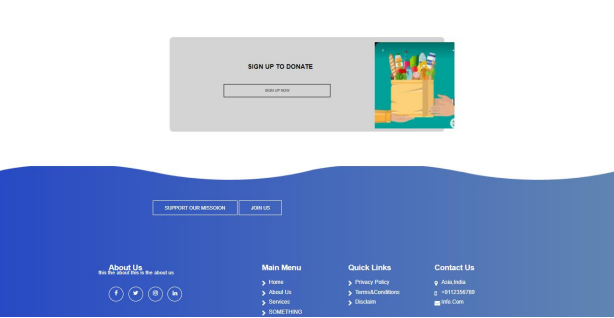 SIGN UP TO DONATE
SIGN UP NOW
SUPPORT OUR MISSOION
JOIN US
About Us
this the about this is the about us
Main Menu
Home
About Us
Services
SOMETHING
Quick Links
Privacy Policy
Terms&Conditions
Disclaim
Contact Us
Asia,India
+9112356789
Info.Com